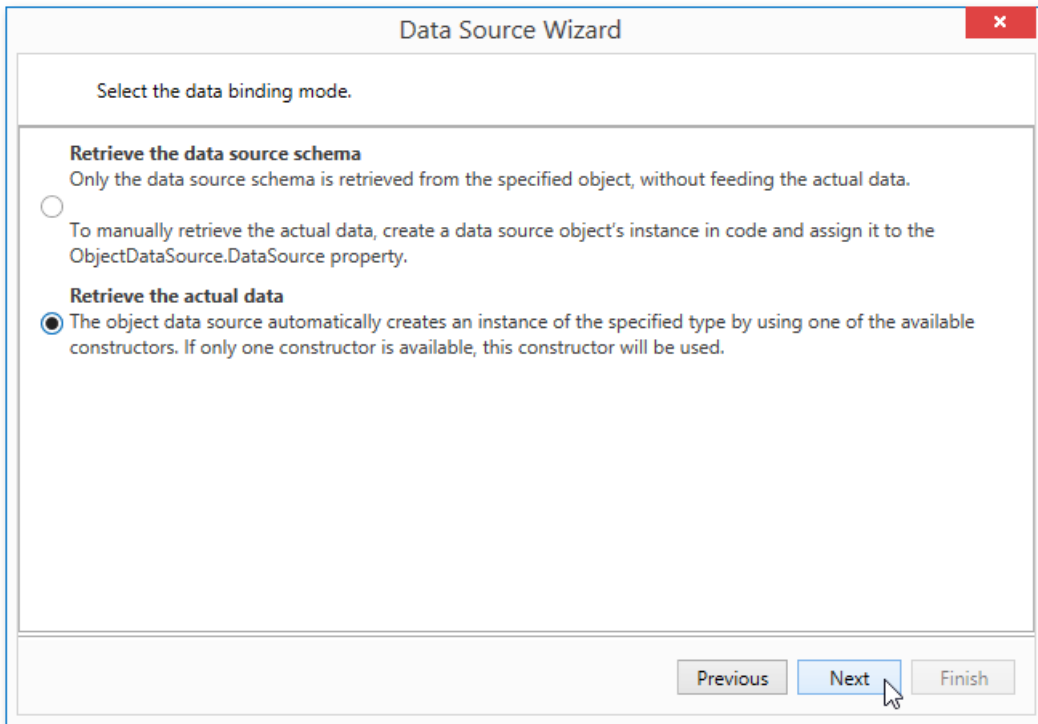 Data Source Wizard
Select the data binding mode.
Retrieve the data source schema
Only the data source schema is retrieved from the specified object, without feeding the actual data.
To manually retrieve the actual data, create a data source object's instance in code and assign it to the
ObjectDataSource.DataSource property.
Retrieve the actual data
The object data source automatically creates an instance of the specified type by using one of the available
constructors. If only one constructor is available, this constructor will be used.
Previous
Next
Finish